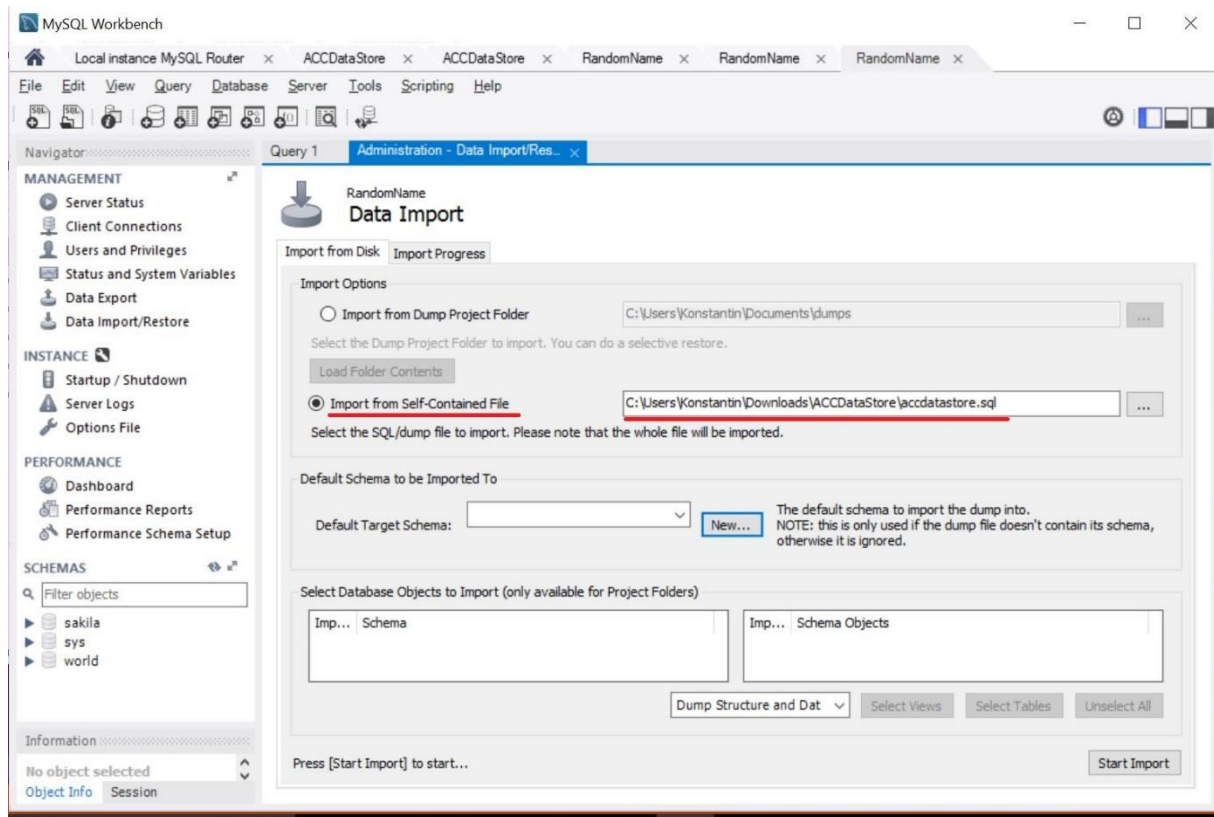 MySQL Workbench
Local instance MySQL Router ACCDataStore ACCDataStore RandomName RandomName RandomName
File Edit View Query Database Server Tools Scripting Help
Navigator
MANAGEMENT
Server Status
Client Connections
Users and Privileges
Status and System Variables
Data Export
Data Import/Restore
INSTANCE
Startup / Shutdown
Server Logs
Options File
PERFORMANCE
Dashboard
Performance Reports
Performance Schema Setup
SCHEMAS
Filter objects
sakila
sys
world
Information
No object selected
Object Info Session
Query 1 Administration - Data Import/Res...
RandomName
Data Import
Import from Disk Import Progress
Import Options
Import from Dump Project Folder C:\Users\Konstantin\Documents\dumps ...
Select the Dump Project Folder to import. You can do a selective restore.
Load Folder Contents
Import from Self-Contained File C:\Users\Konstantin\Downloads\ACCDataStore\accdatastore.sql ...
Select the SQL/dump file to import. Please note that the whole file will be imported.
Default Schema to be Imported To
Default Target Schema: New...
The default schema to import the dump into.
NOTE: this is only used if the dump file doesn't contain its schema,
otherwise it is ignored.
Select Database Objects to Import (only available for Project Folders)
Imp... Schema Imp... Schema Objects
Dump Structure and Dat Select Views Select Tables Unselect All
Press [Start Import] to start... Start Import